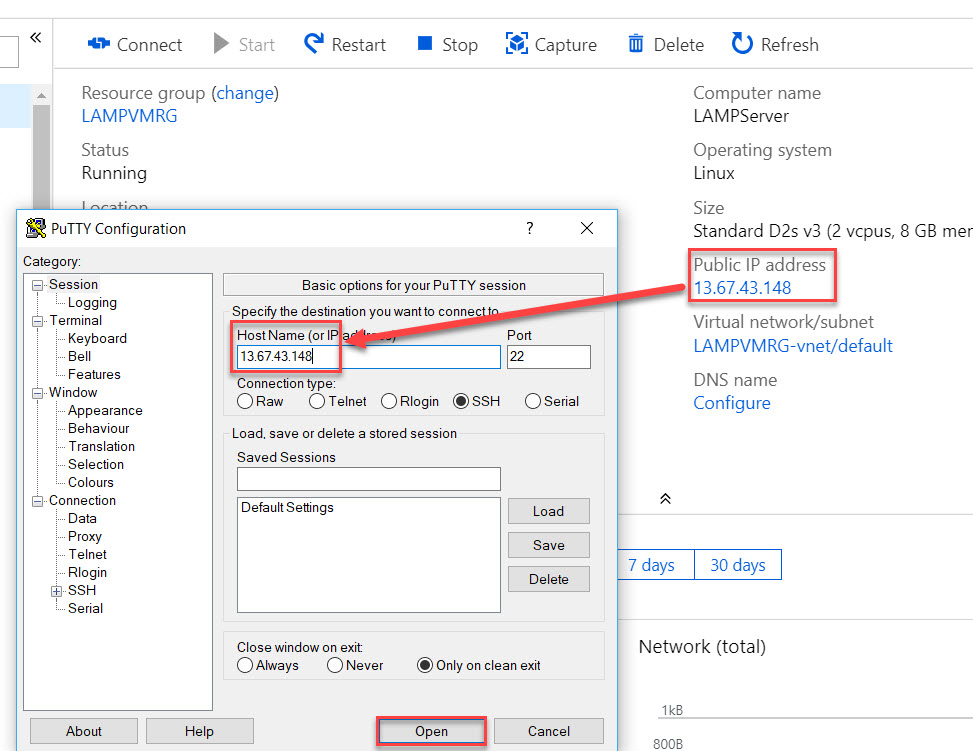 «
Connect Start Restart Stop Capture Delete Refresh
Resource group (change)
LAMPVMRG
Status
Running
Location
Computer name
LAMPServer
Operating system
Linux
Size
Standard D2s v3 (2 vcpus, 8 GB mem
Public IP address
13.67.43.148
Virtual network/subnet
LAMPVMRG-vnet/default
DNS name
Configure
PuTTY Configuration ?
Category:
Session
Logging
Terminal
Keyboard
Bell
Features
Window
Appearance
Behaviour
Translation
Selection
Colours
Connection
Data
Proxy
Telnet
Rlogin
SSH
Serial
Basic options for your PuTTY session
Specify the destination you want to connect to
Host Name (or IP address) Port
13.67.43.148 22
Connection type:
Raw Telnet Rlogin SSH Serial
Load, save or delete a stored session
Saved Sessions
Default Settings
Load
Save
Delete
Close window on exit:
Always Never Only on clean exit
About Help Open Cancel
7 days 30 days
Network (total)
1kB
800B